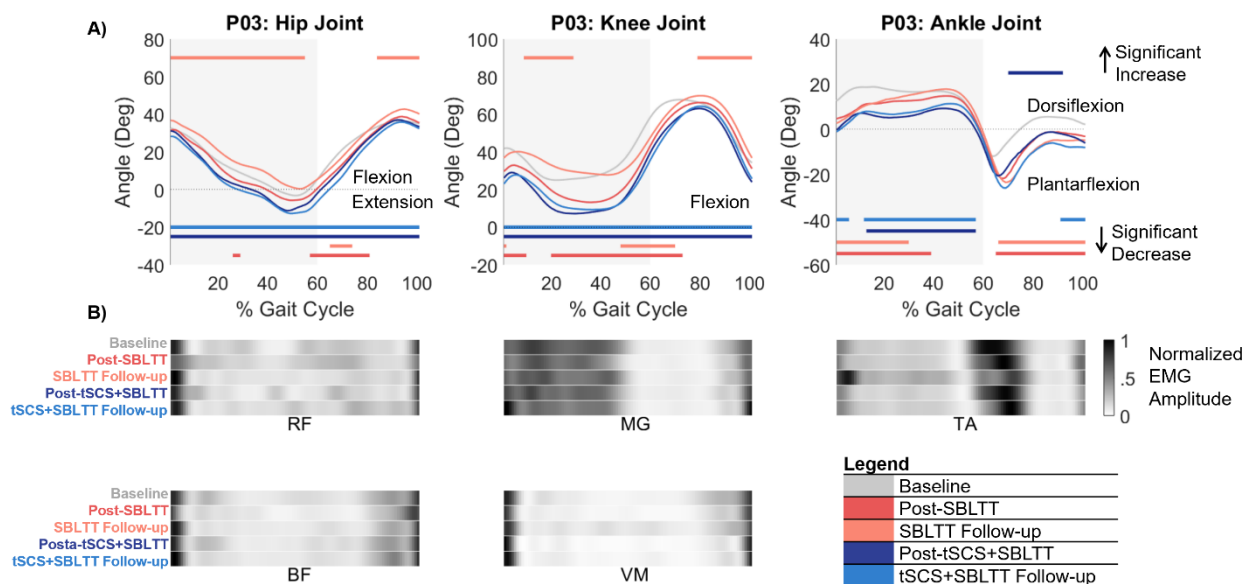 A)
P03: Hip Joint
P03: Knee Joint
P03: Ankle Joint
80
60
40
20
0
-20
-40
Angle (Deg)
Flexion
Extension
20 40 60 80 100
% Gait Cycle
100
80
60
40
20
0
-20
Angle (Deg)
Flexion
20 40 60 80 100
% Gait Cycle
40
20
0
-20
-40
-60
Angle (Deg)
Dorsiflexion
Plantarflexion
20 40 60 80 100
% Gait Cycle
Significant
Increase
Significant
Decrease
B)
Baseline
Post-SBLTT
SBLTT Follow-up
Post-tSCS+SBLTT
tSCS+SBLTT Follow-up
RF
MG
TA
1
.5
0
Normalized
EMG
Amplitude
Baseline
Post-SBLTT
SBLTT Follow-up
Posta-tSCS+SBLTT
tSCS+SBLTT Follow-up
BF
VM
Legend
Baseline
Post-SBLTT
SBLTT Follow-up
Post-tSCS+SBLTT
tSCS+SBLTT Follow-up